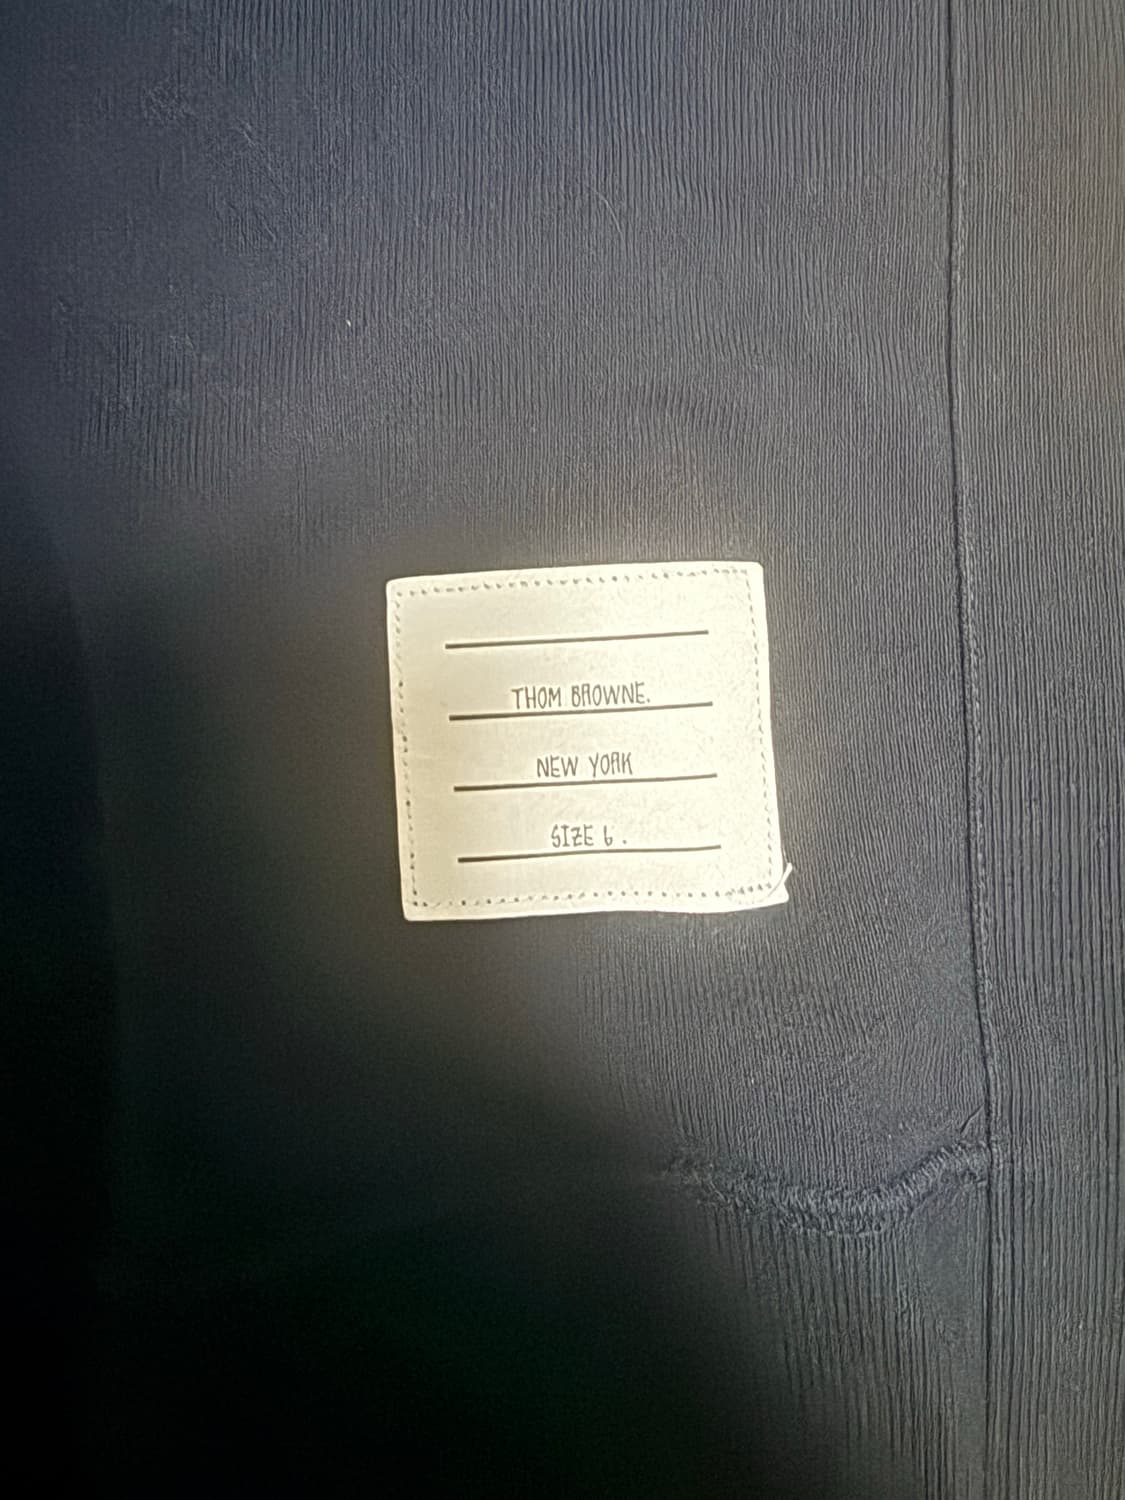 THOM BROWNE.
NEW YORK
SIZE 6.